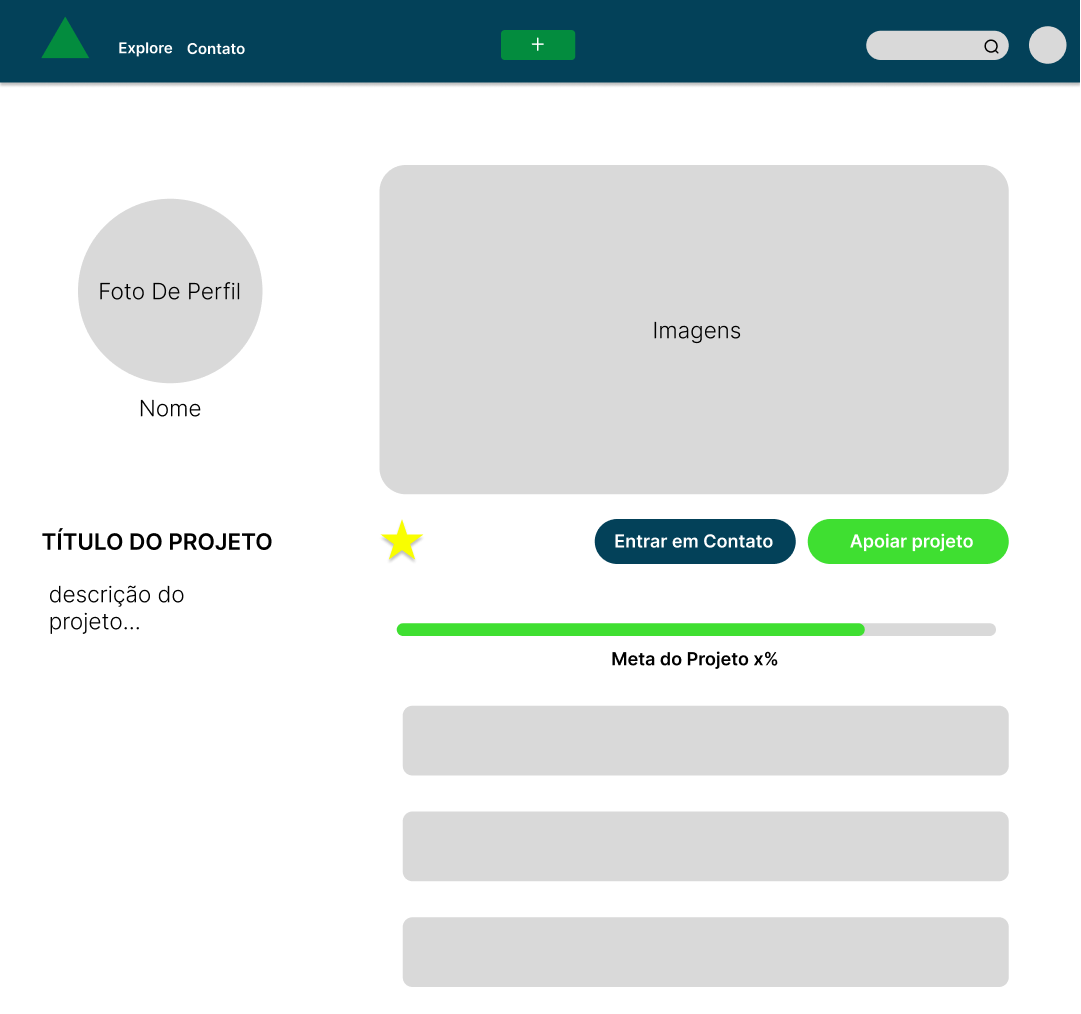 Explore Contato
+
Foto De Perfil
Imagens
Nome
TÍTULO DO PROJETO
Entrar em Contato
Apoiar projeto
descrição do
projeto...
Meta do Projeto x%